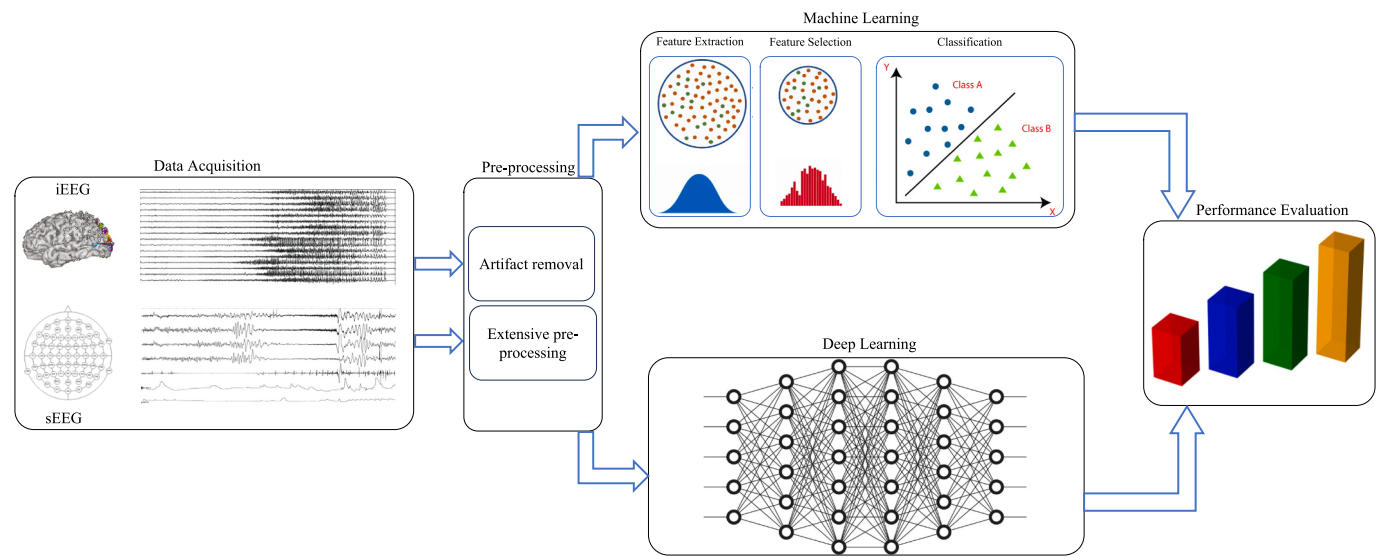 Machine Learning
Feature Extraction
Feature Selection
Classification
Y
Class A
Class B
X
Data Acquisition
iEEG
sEEG
Pre-processing
Artifact removal
Extensive pre-
processing
Deep Learning
Performance Evaluation